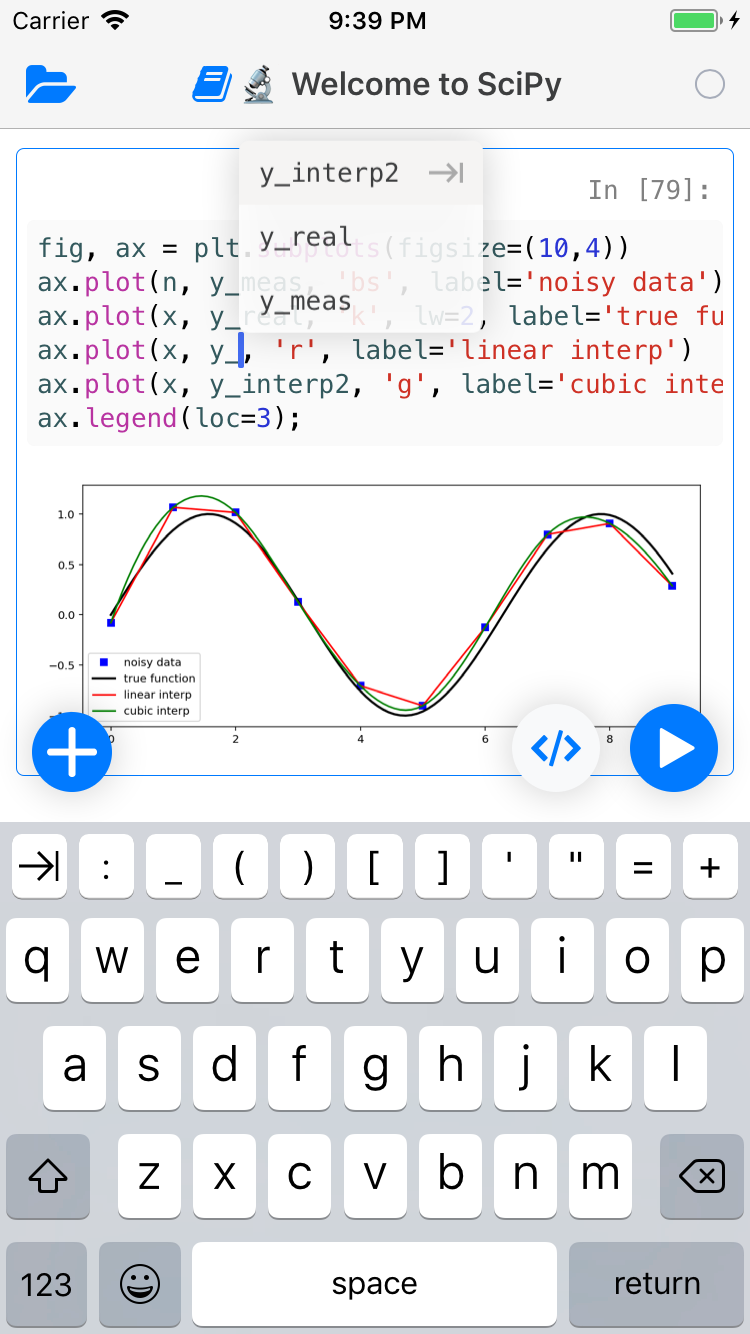 Carrier 9:39 PM
Welcome to SciPy
y_interp2
y_real
y_meas
In [79]:
fig, ax = plt.subplots(figsize=(10,4))
ax.plot(n, y_meas, 'bs', label='noisy data')
ax.plot(x, y_real, 'k', lw=2, label='true fu
ax.plot(x, y_, 'r', label='linear interp')
ax.plot(x, y_interp2, 'g', label='cubic inte
ax.legend(loc=3);
1.0
0.5
0.0
−0.5
noisy data
true function
linear interp
cubic interp
0 2 4 6 8
</>
: _ ( ) [ ] ' " = +
q w e r t y u i o p
a s d f g h j k l
z x c v b n m
123 space return